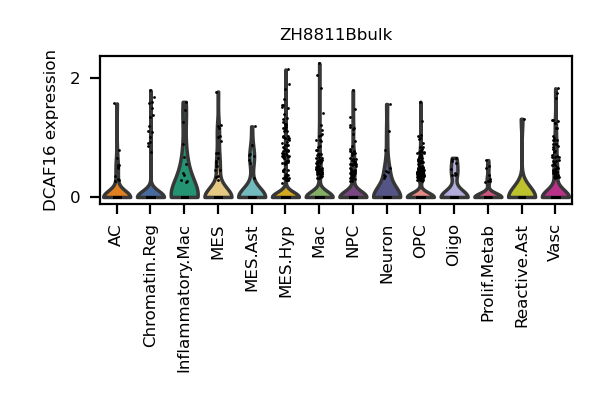 ZH8811Bbulk
DCAF16 expression
2
0
AC
Chromatin.Reg
Inflammatory.Mac
MES
MES.Ast
MES.Hyp
Mac
NPC
Neuron
OPC
Oligo
Prolif.Metab
Reactive.Ast
Vasc